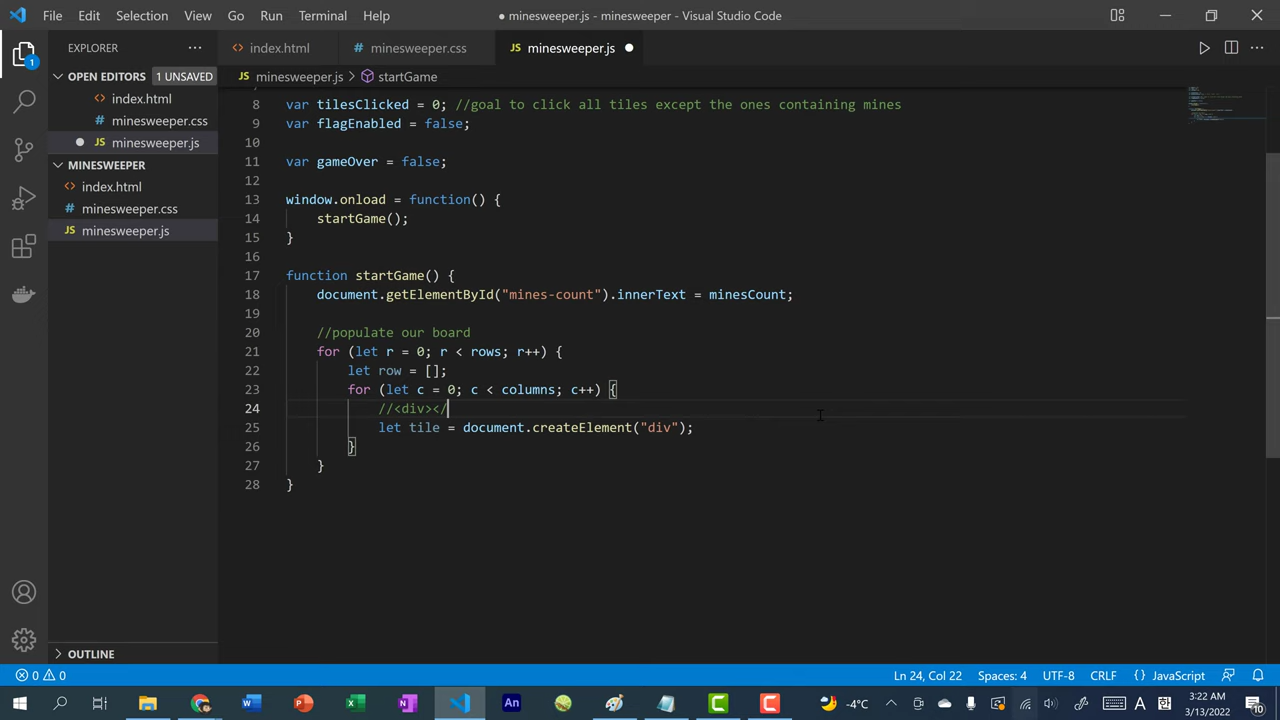 File Edit Selection View Go Run Terminal Help
● minesweeper.js - minesweeper - Visual Studio Code
EXPLORER
OPEN EDITORS 1 UNSAVED
index.html
minesweeper.css
minesweeper.js
MINESWEEPER
index.html
minesweeper.css
minesweeper.js
OUTLINE
1
index.html minesweeper.css JS minesweeper.js
JS minesweeper.js > startGame
8 var tilesClicked = 0; //goal to click all tiles except the ones containing mines
9 var flagEnabled = false;
10
11 var gameOver = false;
12
13 window.onload = function() {
14 startGame();
15 }
16
17 function startGame() {
18 document.getElementById("mines-count").innerText = minesCount;
19
20 //populate our board
21 for (let r = 0; r < rows; r++) {
22 let row = [];
23 for (let c = 0; c < columns; c++) {
24 //<div></
25 let tile = document.createElement("div");
26 }
27 }
28 }
0 0 Ln 24, Col 22 Spaces: 4 UTF-8 CRLF {} JavaScript
-4°C 3:22 AM
3/13/2022
10